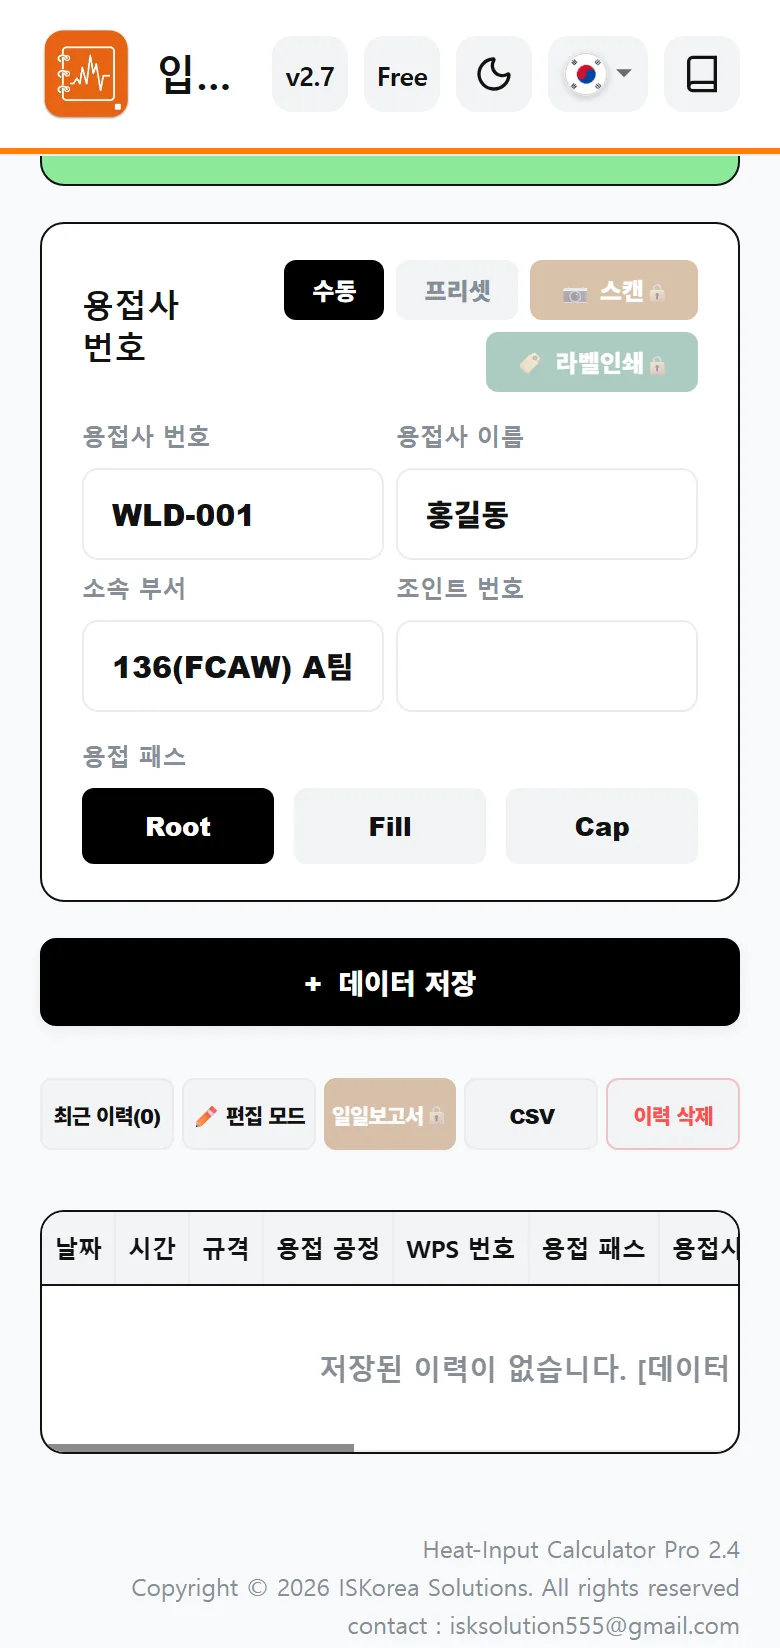 입...
v2.7
Free
용접사
번호
수동
프리셋
스캔
라벨인쇄
용접사 번호
용접사 이름
WLD-001
홍길동
소속 부서
조인트 번호
136(FCAW) A팀
용접 패스
Root
Fill
Cap
+ 데이터 저장
최근 이력(0)
편집 모드
일일보고서
CSV
이력 삭제
날짜 시간 규격 용접 공정 WPS 번호 용접 패스 용접사
저장된 이력이 없습니다. [데이터
Heat-Input Calculator Pro 2.4
Copyright © 2026 ISKorea Solutions. All rights reserved
contact : isksolution555@gmail.com